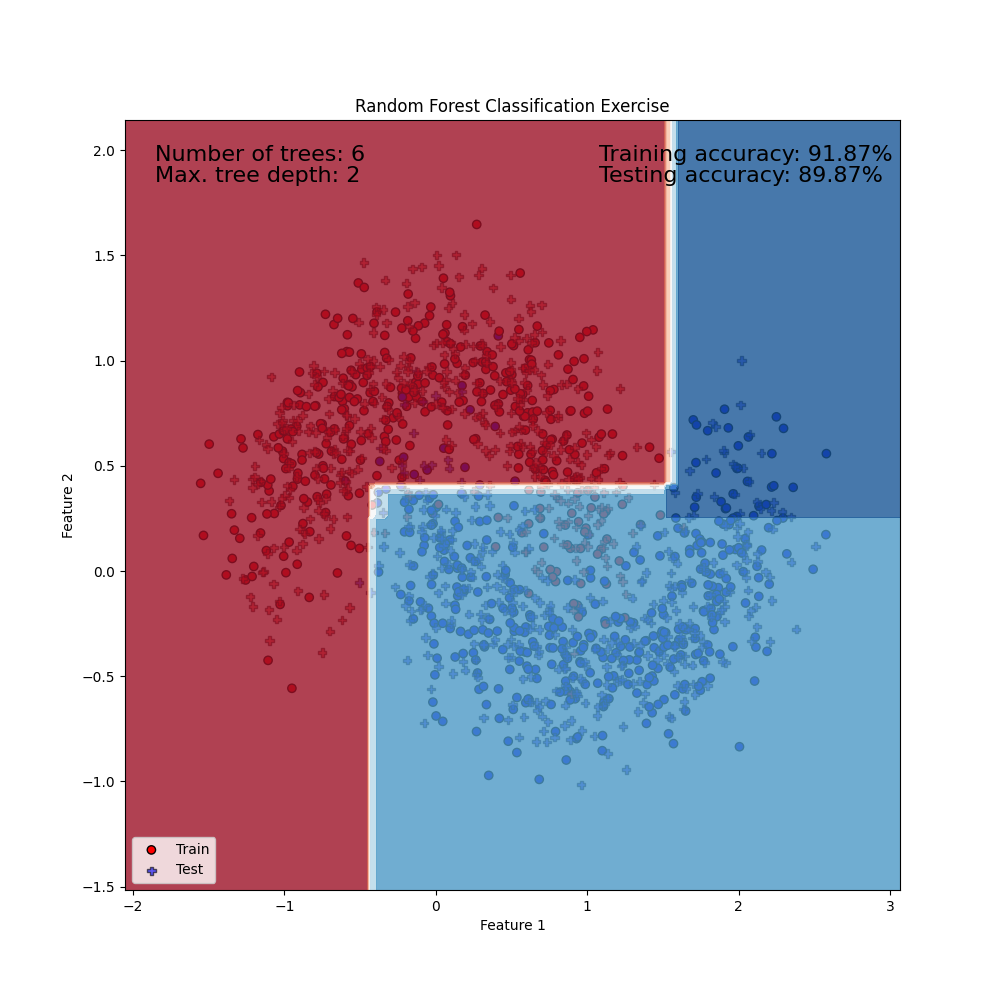 Random Forest Classification Exercise
Number of trees: 6
Max. tree depth: 2
Training accuracy: 91.87%
Testing accuracy: 89.87%
2.0
1.5
1.0
0.5
0.0
−0.5
−1.0
−1.5
Feature 2
Train
Test
−2
−1
0
1
2
3
Feature 1